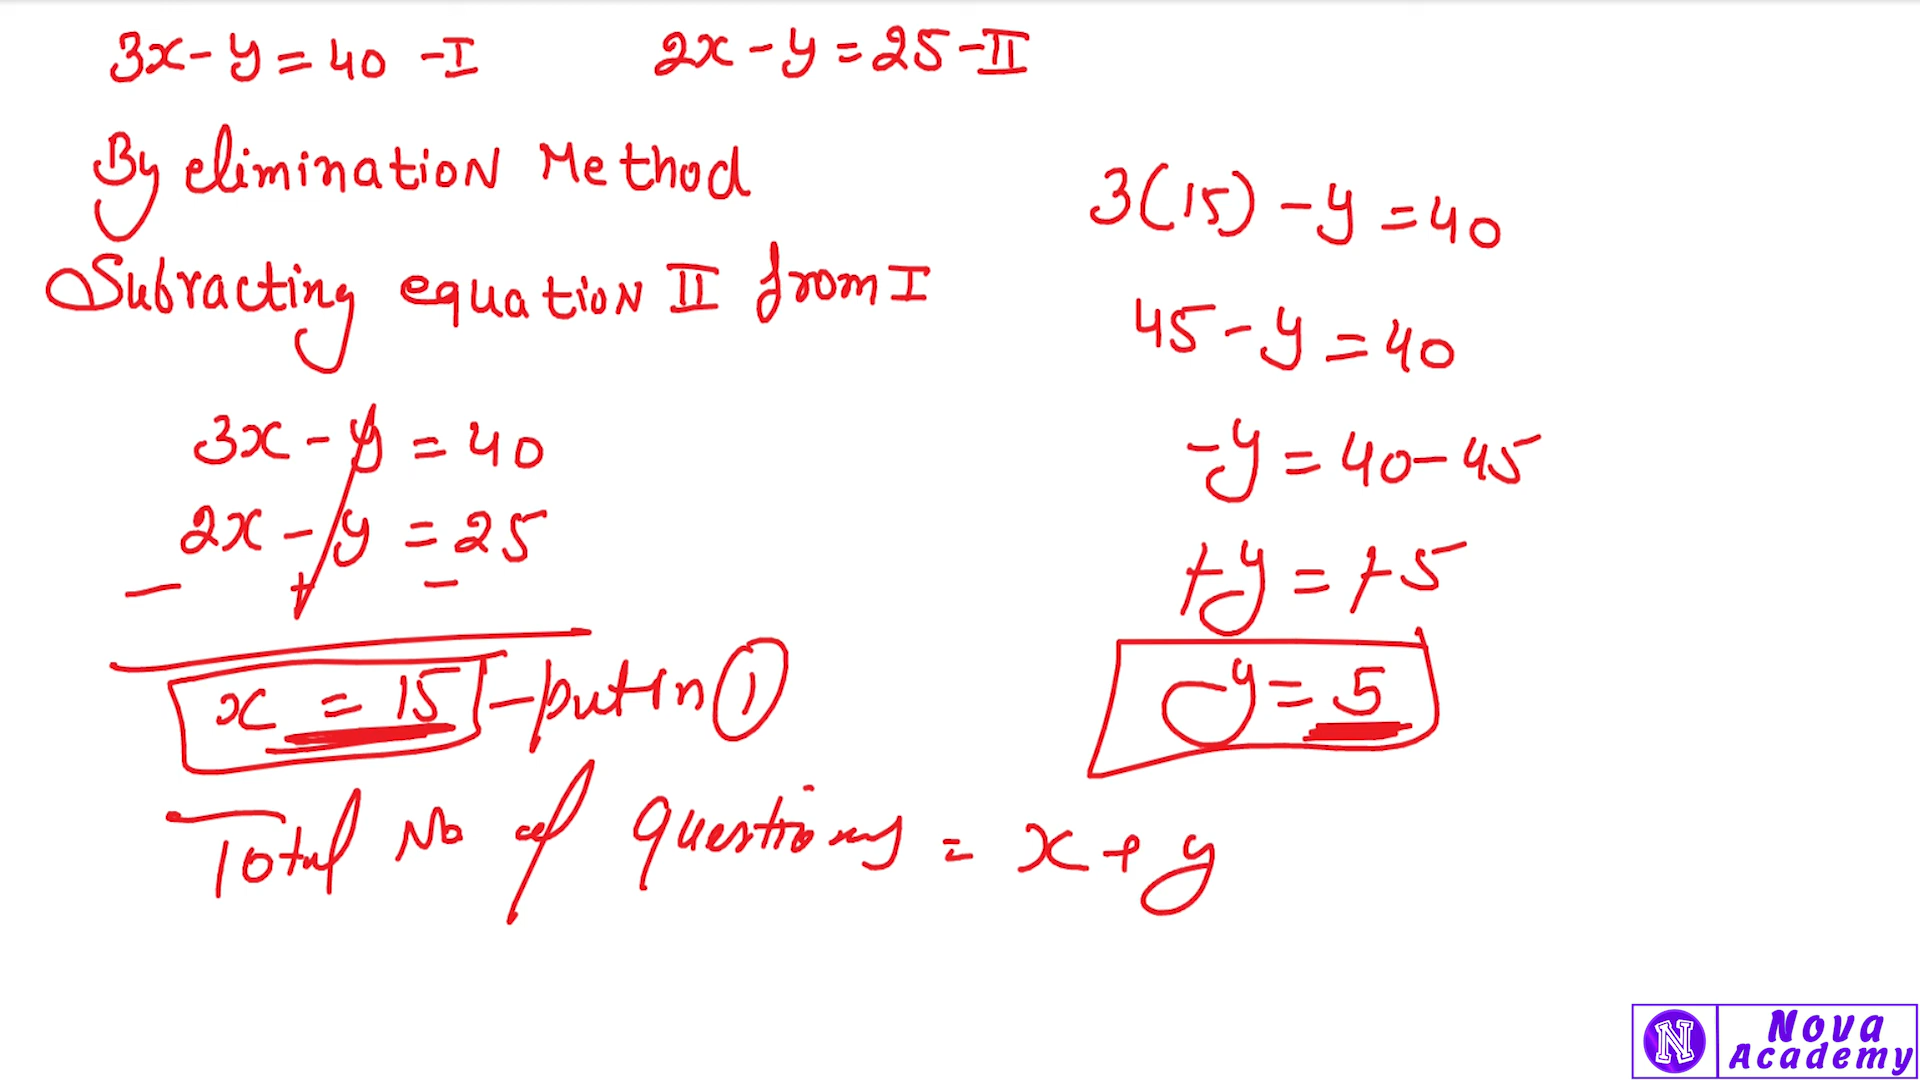 3x - y = 40 - I
2x - y = 25 - II
By elimination Method
Subracting equation II from I
3x - y = 40
2x - y = 25
- + -
x = 15 - put in ①
3(15) - y = 40
45 - y = 40
-y = 40 - 45
+y = +5
y = 5
Total No of questions = x + y
N Nova
Academy